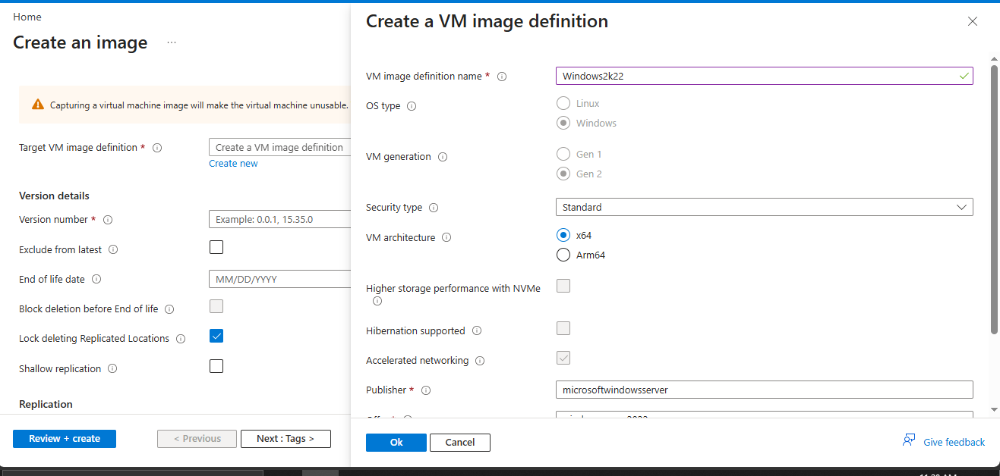 Home
Create an image
...
Capturing a virtual machine image will make the virtual machine unusable.
Target VM image definition *
Create a VM image definition
Create new
Version details
Version number *
Example: 0.0.1, 15.35.0
Exclude from latest
End of life date
MM/DD/YYYY
Block deletion before End of life
Lock deleting Replicated Locations
Shallow replication
Replication
Review + create
< Previous
Next : Tags >
Create a VM image definition
VM image definition name *
Windows2k22
OS type
Linux
Windows
VM generation
Gen 1
Gen 2
Security type
Standard
VM architecture
x64
Arm64
Higher storage performance with NVMe
Hibernation supported
Accelerated networking
Publisher *
microsoftwindowsserver
Ok
Cancel
Give feedback